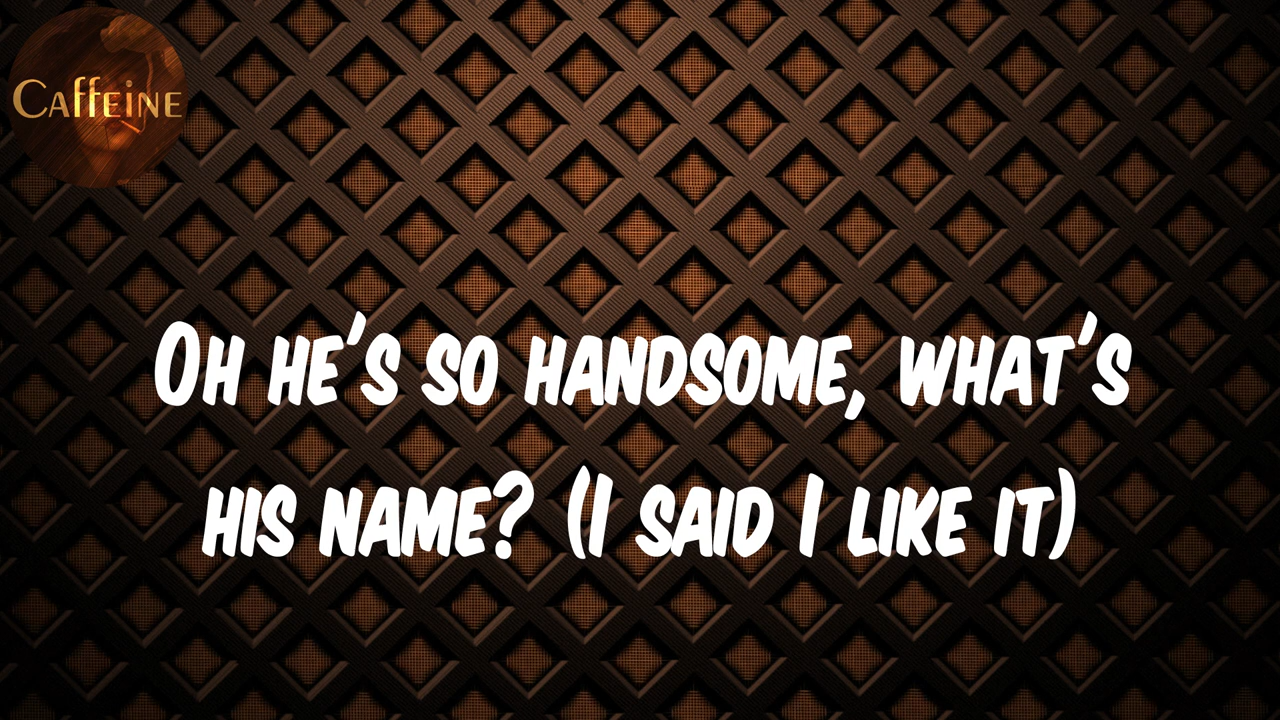 Caffeine
Oh he's so handsome, what's
his name? (I said I like it)